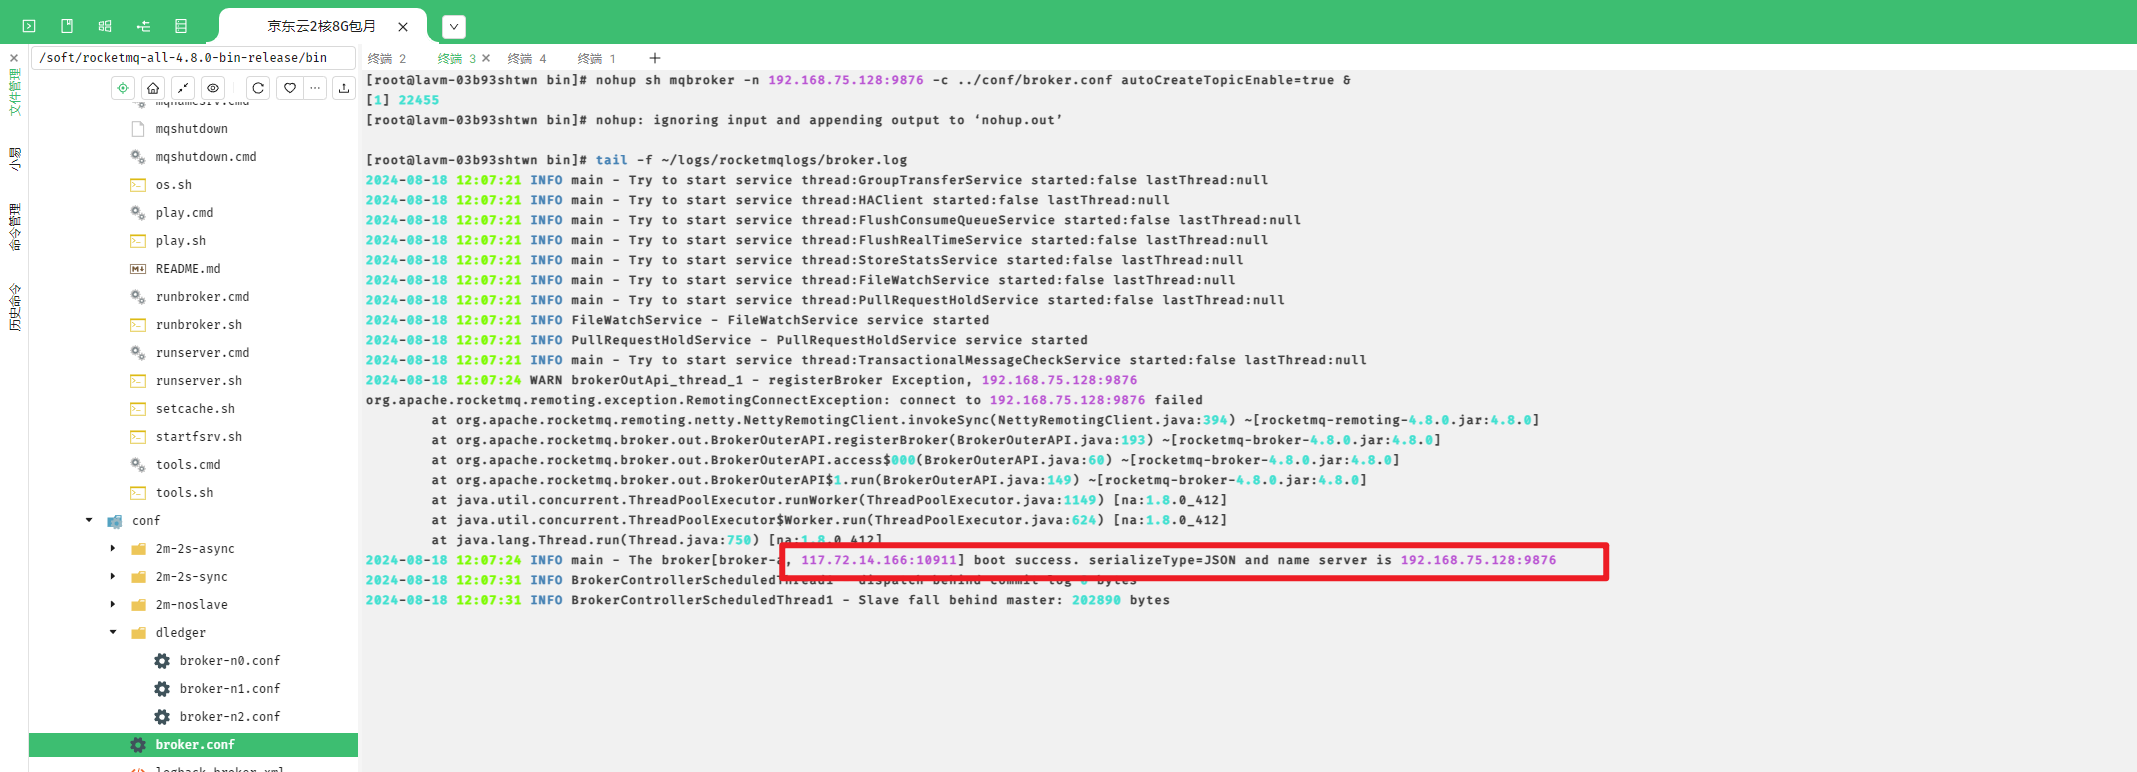 京东云2核8G包月
/soft/rocketmq-all-4.8.0-bin-release/bin
文件管理
小易
命令管理
历史命令
mqnamesrv.cmd
mqshutdown
mqshutdown.cmd
os.sh
play.cmd
play.sh
README.md
runbroker.cmd
runbroker.sh
runserver.cmd
runserver.sh
setcache.sh
startfsrv.sh
tools.cmd
tools.sh
conf
2m-2s-async
2m-2s-sync
2m-noslave
dledger
broker-n0.conf
broker-n1.conf
broker-n2.conf
broker.conf
logback_broker.xml
终端 2
终端 3
终端 4
终端 1
[root@lavm-03b93shtwn bin]# nohup sh mqbroker -n 192.168.75.128:9876 -c ../conf/broker.conf autoCreateTopicEnable=true &
[1] 22455
[root@lavm-03b93shtwn bin]# nohup: ignoring input and appending output to ‘nohup.out’
[root@lavm-03b93shtwn bin]# tail -f ~/logs/rocketmqlogs/broker.log
2024-08-18 12:07:21 INFO main - Try to start service thread:GroupTransferService started:false lastThread:null
2024-08-18 12:07:21 INFO main - Try to start service thread:HAClient started:false lastThread:null
2024-08-18 12:07:21 INFO main - Try to start service thread:FlushConsumeQueueService started:false lastThread:null
2024-08-18 12:07:21 INFO main - Try to start service thread:FlushRealTimeService started:false lastThread:null
2024-08-18 12:07:21 INFO main - Try to start service thread:StoreStatsService started:false lastThread:null
2024-08-18 12:07:21 INFO main - Try to start service thread:FileWatchService started:false lastThread:null
2024-08-18 12:07:21 INFO main - Try to start service thread:PullRequestHoldService started:false lastThread:null
2024-08-18 12:07:21 INFO FileWatchService - FileWatchService service started
2024-08-18 12:07:21 INFO PullRequestHoldService - PullRequestHoldService service started
2024-08-18 12:07:21 INFO main - Try to start service thread:TransactionalMessageCheckService started:false lastThread:null
2024-08-18 12:07:24 WARN brokerOutApi_thread_1 - registerBroker Exception, 192.168.75.128:9876
org.apache.rocketmq.remoting.exception.RemotingConnectException: connect to 192.168.75.128:9876 failed
at org.apache.rocketmq.remoting.netty.NettyRemotingClient.invokeSync(NettyRemotingClient.java:394) ~[rocketmq-remoting-4.8.0.jar:4.8.0]
at org.apache.rocketmq.broker.out.BrokerOuterAPI.registerBroker(BrokerOuterAPI.java:193) ~[rocketmq-broker-4.8.0.jar:4.8.0]
at org.apache.rocketmq.broker.out.BrokerOuterAPI.access$000(BrokerOuterAPI.java:60) ~[rocketmq-broker-4.8.0.jar:4.8.0]
at org.apache.rocketmq.broker.out.BrokerOuterAPI$1.run(BrokerOuterAPI.java:149) ~[rocketmq-broker-4.8.0.jar:4.8.0]
at java.util.concurrent.ThreadPoolExecutor.runWorker(ThreadPoolExecutor.java:1149) [na:1.8.0_412]
at java.util.concurrent.ThreadPoolExecutor$Worker.run(ThreadPoolExecutor.java:624) [na:1.8.0_412]
at java.lang.Thread.run(Thread.java:750) [na:1.8.0_412]
2024-08-18 12:07:24 INFO main - The broker[broker-a, 117.72.14.166:10911] boot success. serializeType=JSON and name server is 192.168.75.128:9876
2024-08-18 12:07:31 INFO BrokerControllerScheduledThread1 - dispatch behind commit log 0 bytes
2024-08-18 12:07:31 INFO BrokerControllerScheduledThread1 - Slave fall behind master: 202890 bytes